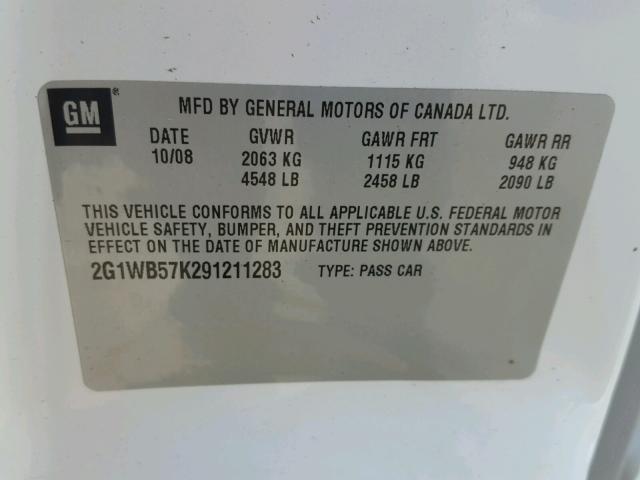 GM®
MFD BY GENERAL MOTORS OF CANADA LTD.
DATE GVWR GAWR FRT GAWR RR
10/08 2063 KG 1115 KG 948 KG
4548 LB 2458 LB 2090 LB
THIS VEHICLE CONFORMS TO ALL APPLICABLE U.S. FEDERAL MOTOR
VEHICLE SAFETY, BUMPER, AND THEFT PREVENTION STANDARDS IN
EFFECT ON THE DATE OF MANUFACTURE SHOWN ABOVE.
2G1WB57K291211283 TYPE: PASS CAR